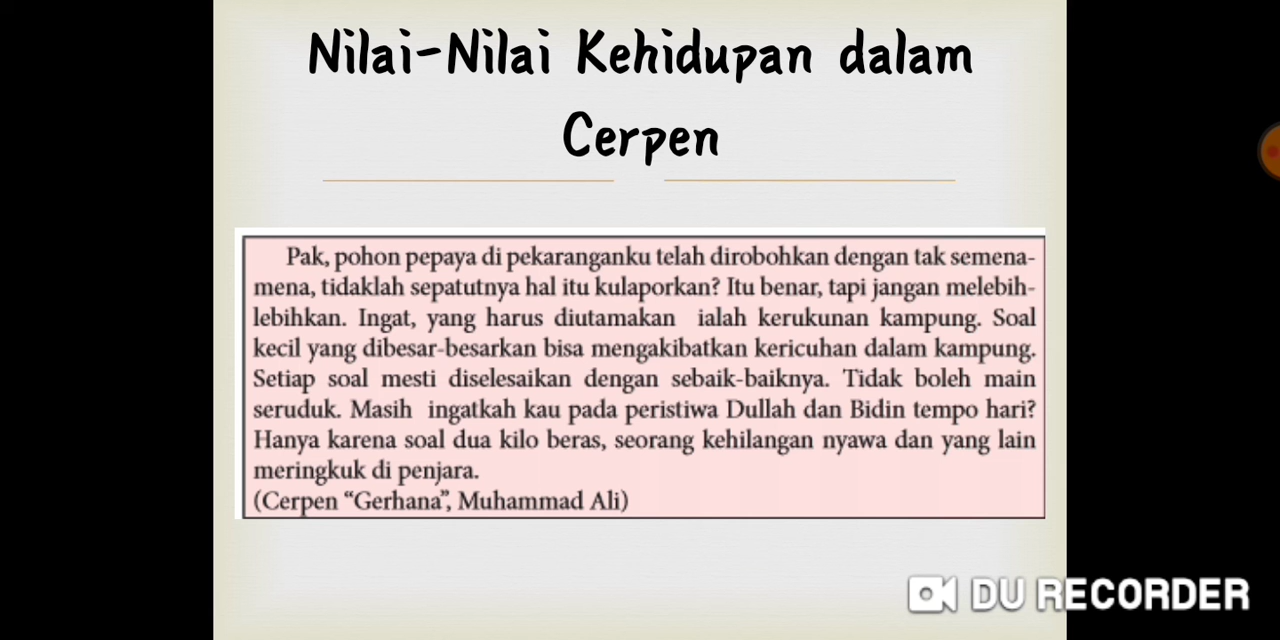 Nilai-Nilai Kehidupan dalam
Cerpen
Pak, pohon pepaya di pekaranganku telah dirobohkan dengan tak semena-
mena, tidaklah sepatutnya hal itu kulaporkan? Itu benar, tapi jangan melebih-
lebihkan. Ingat, yang harus diutamakan ialah kerukunan kampung. Soal
kecil yang dibesar-besarkan bisa mengakibatkan kericuhan dalam kampung.
Setiap soal mesti diselesaikan dengan sebaik-baiknya. Tidak boleh main
seruduk. Masih ingatkah kau pada peristiwa Dullah dan Bidin tempo hari?
Hanya karena soal dua kilo beras, seorang kehilangan nyawa dan yang lain
meringkuk di penjara.
(Cerpen “Gerhana”, Muhammad Ali)
DU RECORDER